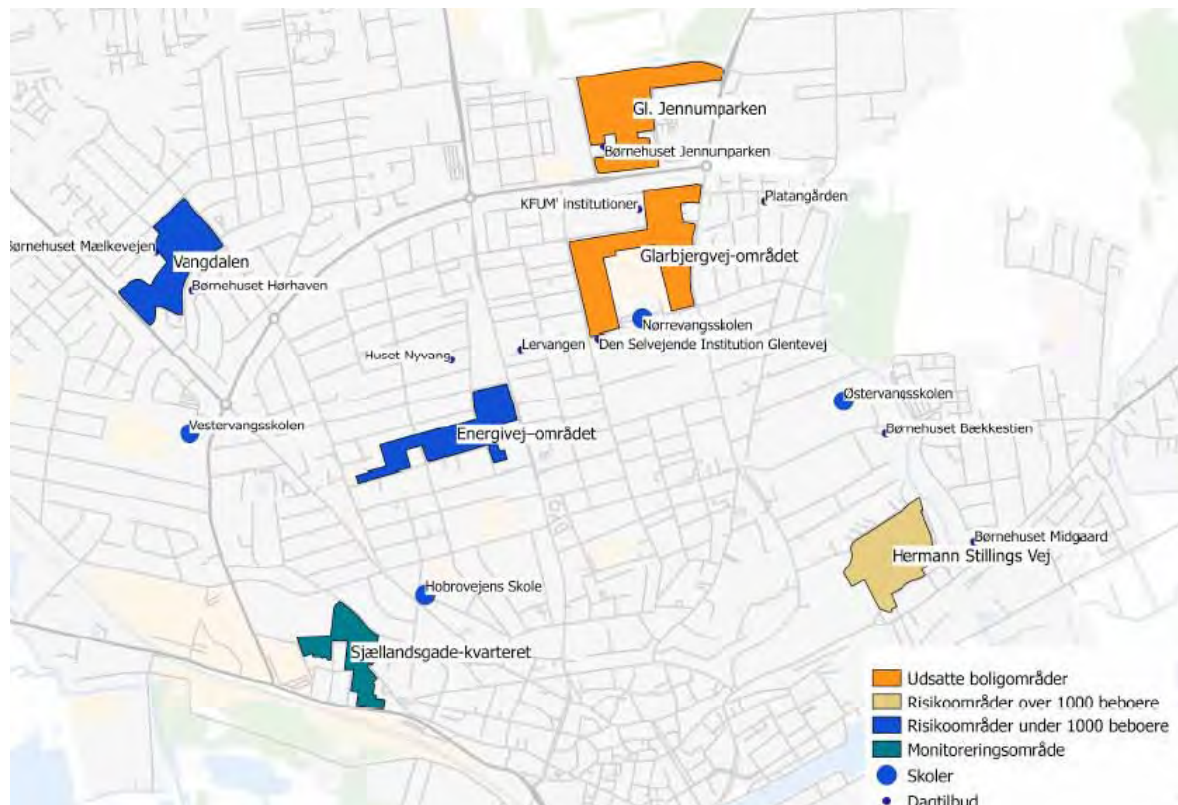 Gl. Jennumparken
Børnehuset Jennumparken
KFUM' institutioner
Platangården
Børnehuset Mælkevejen
Vangdalen
Glarbjergvej-området
Børnehuset Hørhaven
Nørrevangsskolen
Lervangen
Den Selvejende Institution Glentevej
Huset Nyvang
Østervangsskolen
Vestervangsskolen
Energivej-området
Børnehuset Bækkestien
Børnehuset Midgaard
Hermann Stillings Vej
Hobrovejens Skole
Sjællandsgade-kvarteret
Udsatte boligområder
Risikoområder over 1000 beboere
Risikoområder under 1000 beboere
Monitoreringsområde
Skoler
Dagtilbud